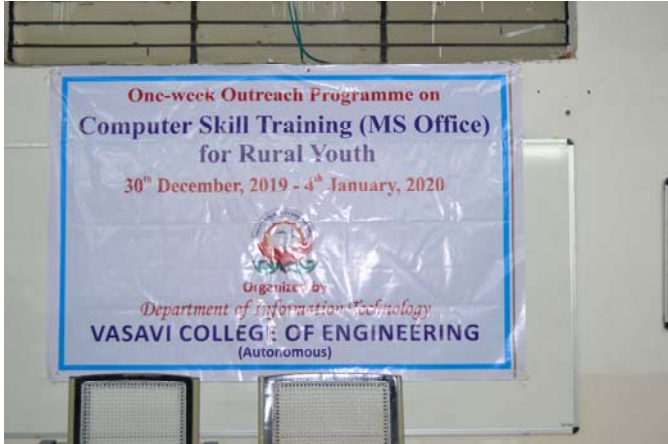 One-week Outreach Programme on
Computer Skill Training (MS Office)
for Rural Youth
30th December, 2019 - 4th January, 2020
Organized by
Department of Information Technology
VASAVI COLLEGE OF ENGINEERING
(Autonomous)